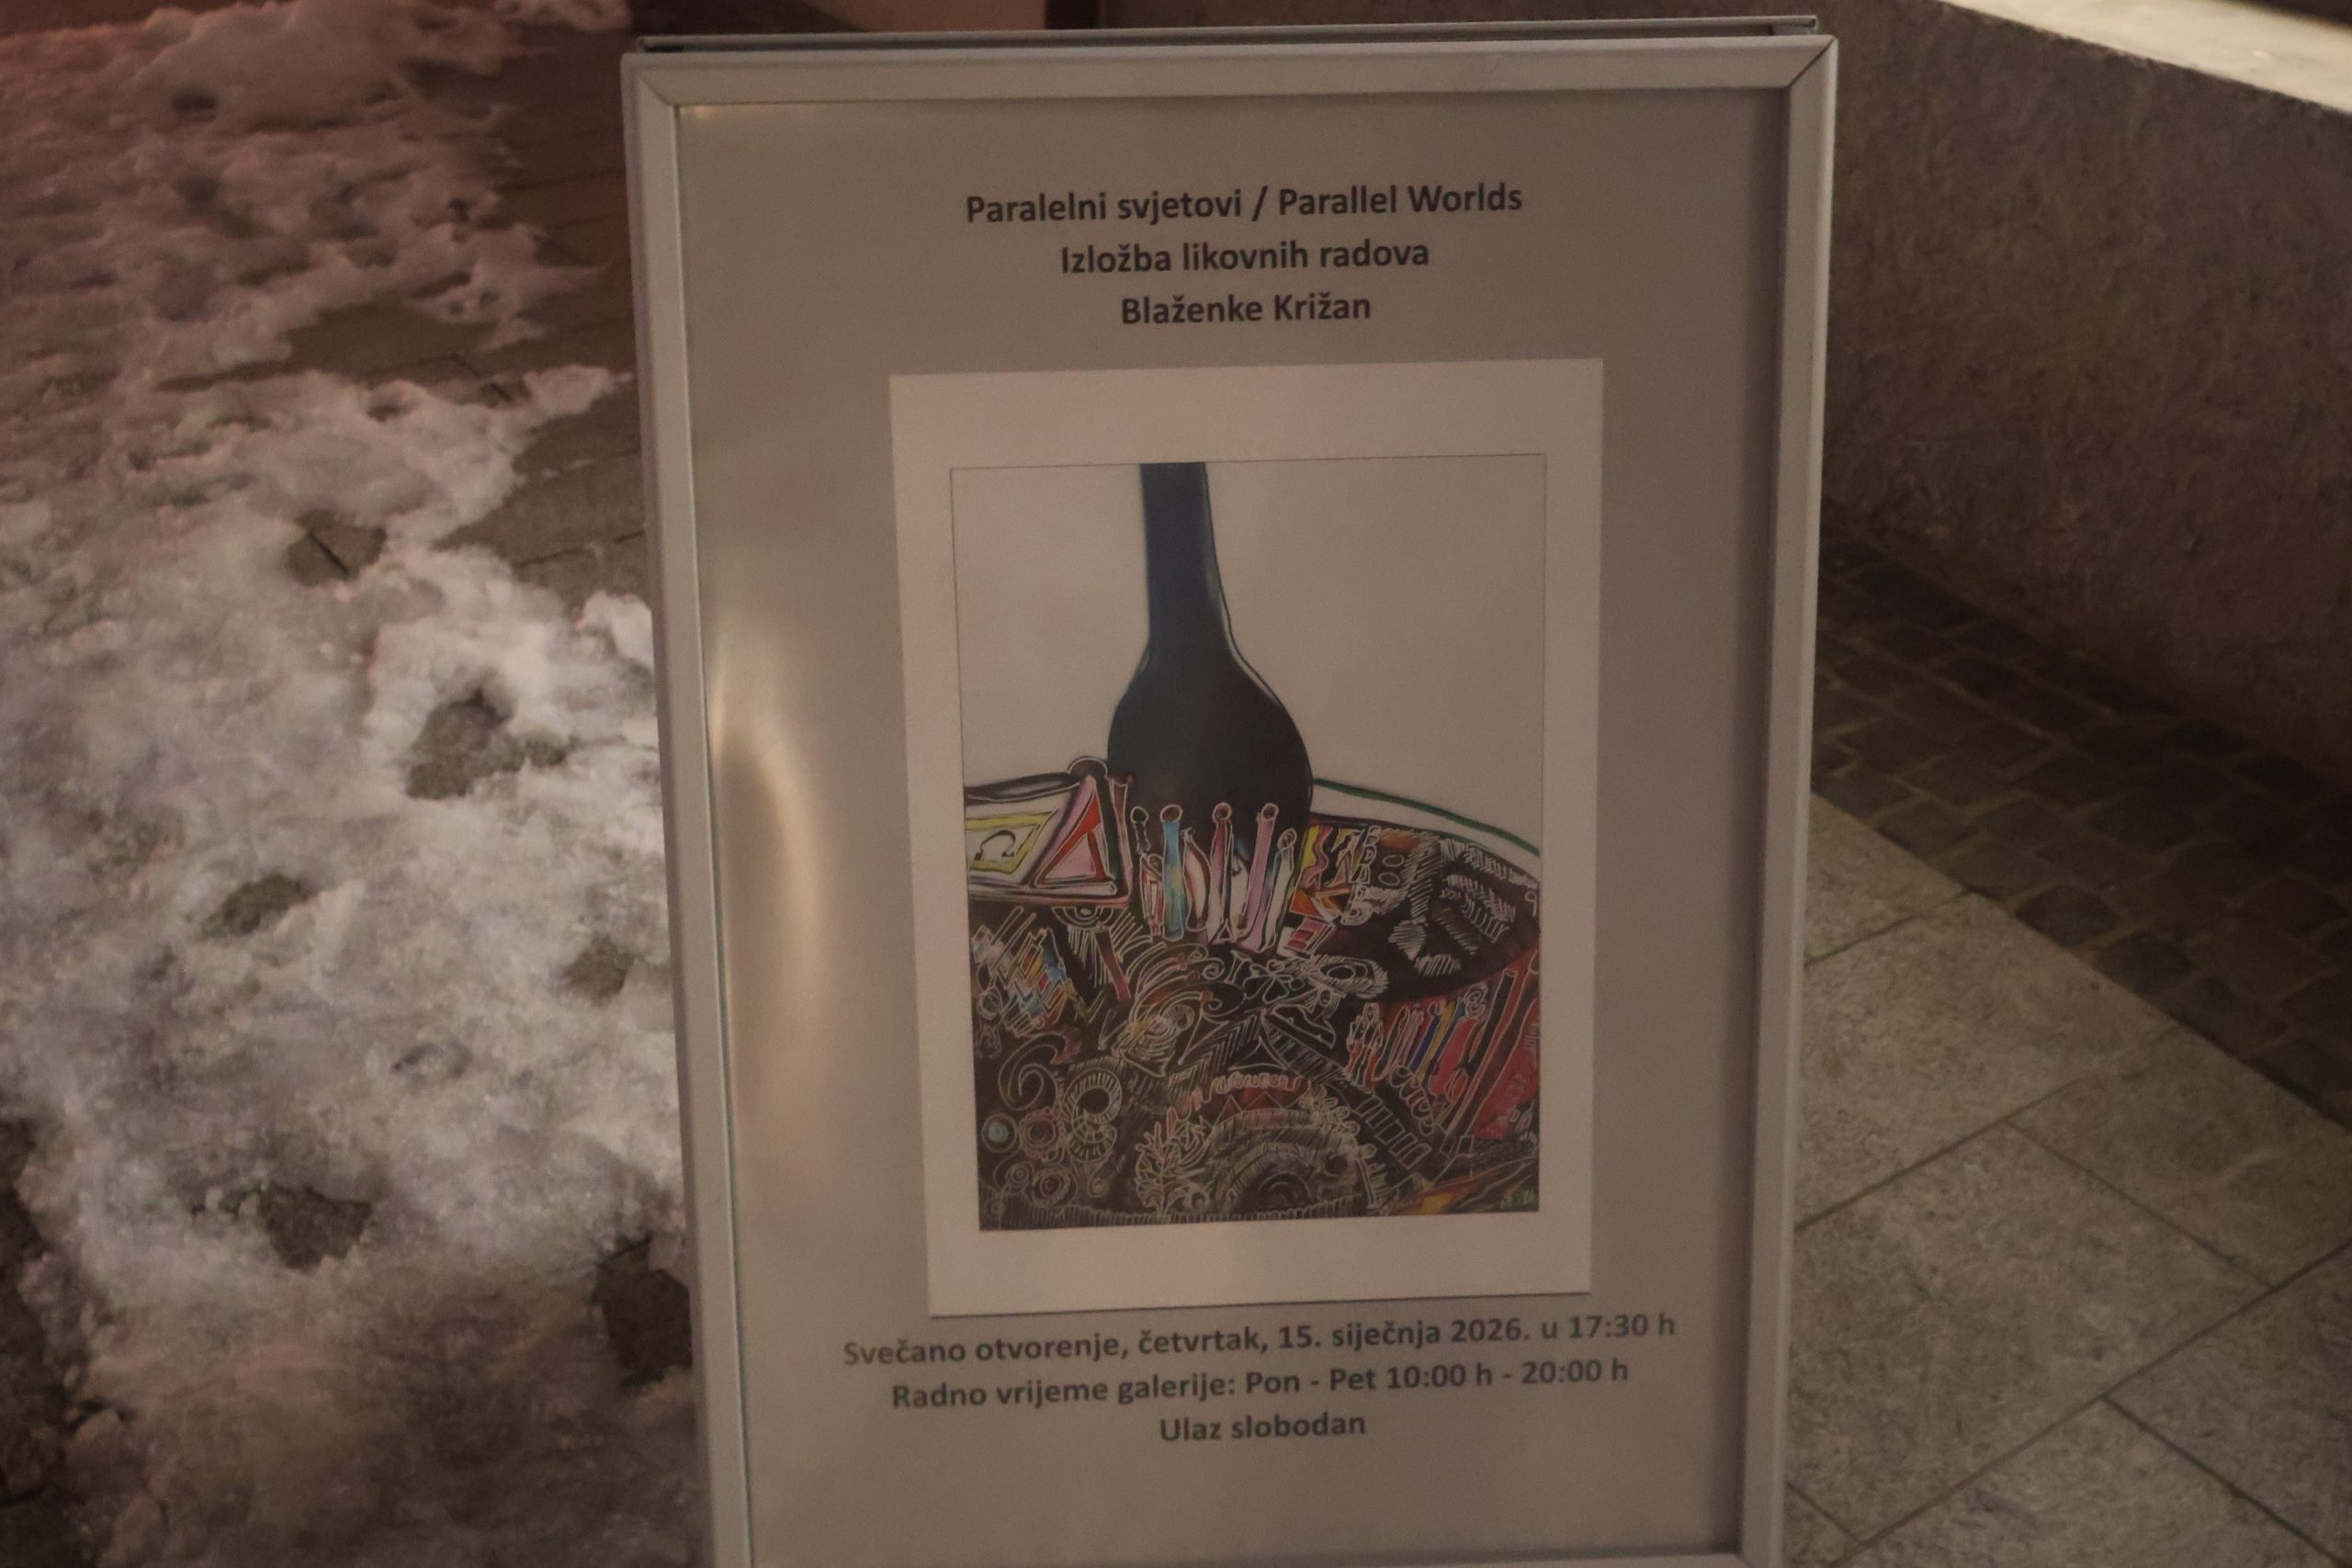 Paralelni svjetovi / Parallel Worlds
Izložba likovnih radova
Blaženke Križan
Svečano otvorenje, četvrtak, 15. siječnja 2026. u 17:30 h
Radno vrijeme galerije: Pon - Pet 10:00 h - 20:00 h
Ulaz slobodan